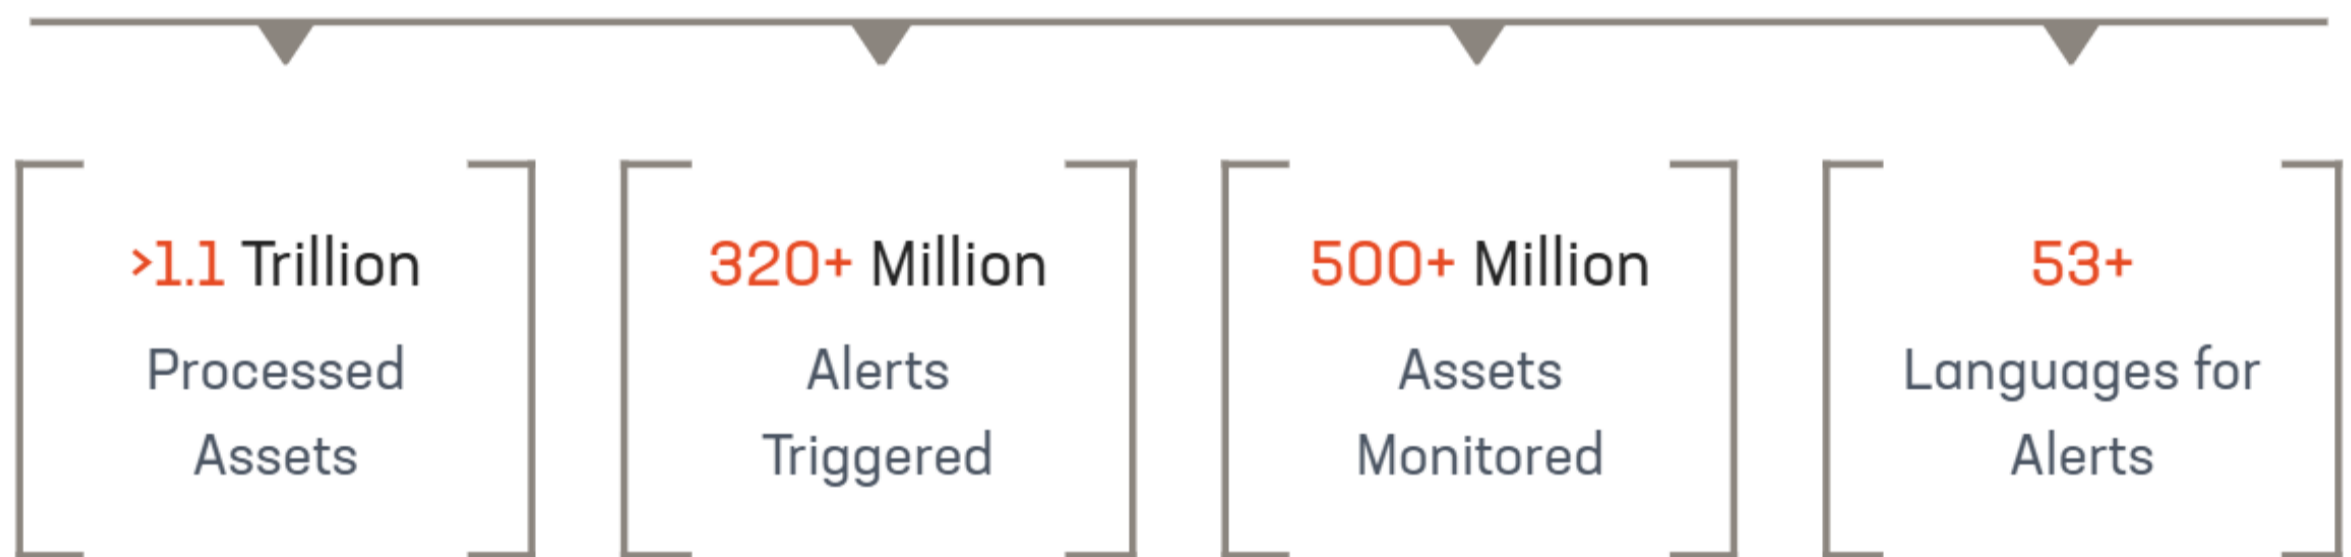 >1.1 Trillion
Processed
Assets
320+ Million
Alerts
Triggered
500+ Million
Assets
Monitored
53+
Languages for
Alerts